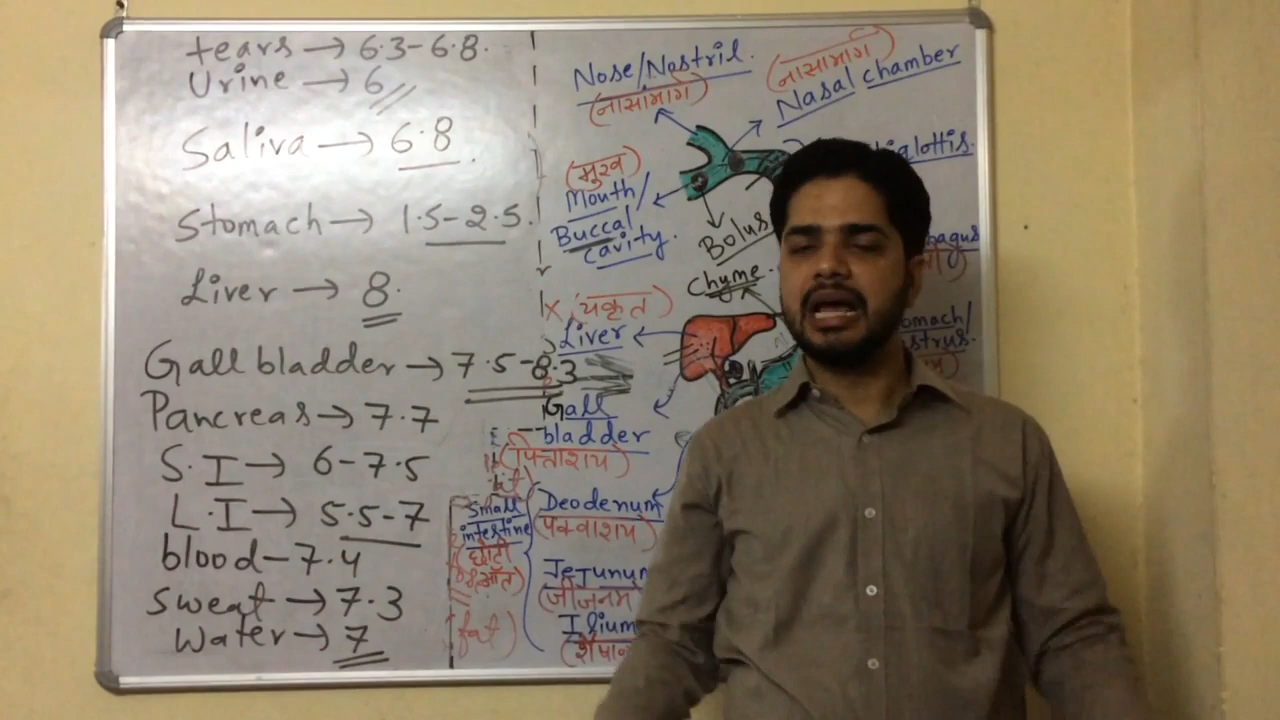 tears → 6.3-6.8.
Urine → 6
Saliva → 6.8
Stomach → 1.5-2.5.
Liver → 8.
Gall bladder → 7.5-8.3
Pancreas → 7.7
S.I → 6-7.5
L.I → 5.5-7
blood-7.4
Sweat → 7.3
Water → 7
Nose/Nostril.
(नासामार्ग)
(नासामार्ग)
Nasal chamber
(मुख)
Mouth/
Buccal
cavity.
Bolus
Chyme.
(यकृत)
Liver
Gall
bladder
(पित्ताशय)
Small
intestine
(छोटी
आँत)
Deodenum
(पक्वाशय)
Jejunum
(जीजनम
Ilium